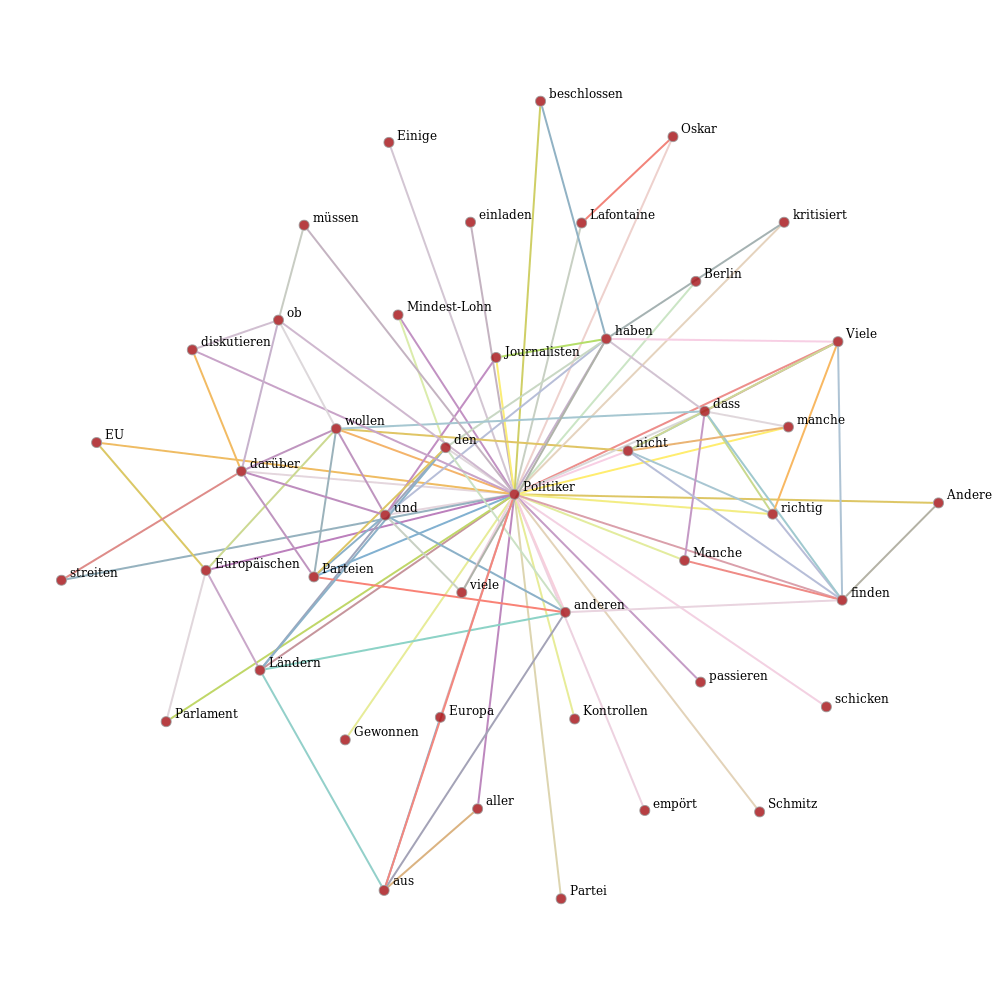 beschlossen
Oskar
Einige
müssen
einladen
Lafontaine
kritisiert
Berlin
Mindest-Lohn
ob
haben
Viele
diskutieren
Journalisten
dass
manche
wollen
EU
den
nicht
darüber
Politiker
Andere
und
richtig
Manche
streiten
Europäischen
Parteien
viele
finden
anderen
Ländern
passieren
schicken
Parlament
Europa
Kontrollen
Gewonnen
aller
empört
Schmitz
aus
Partei